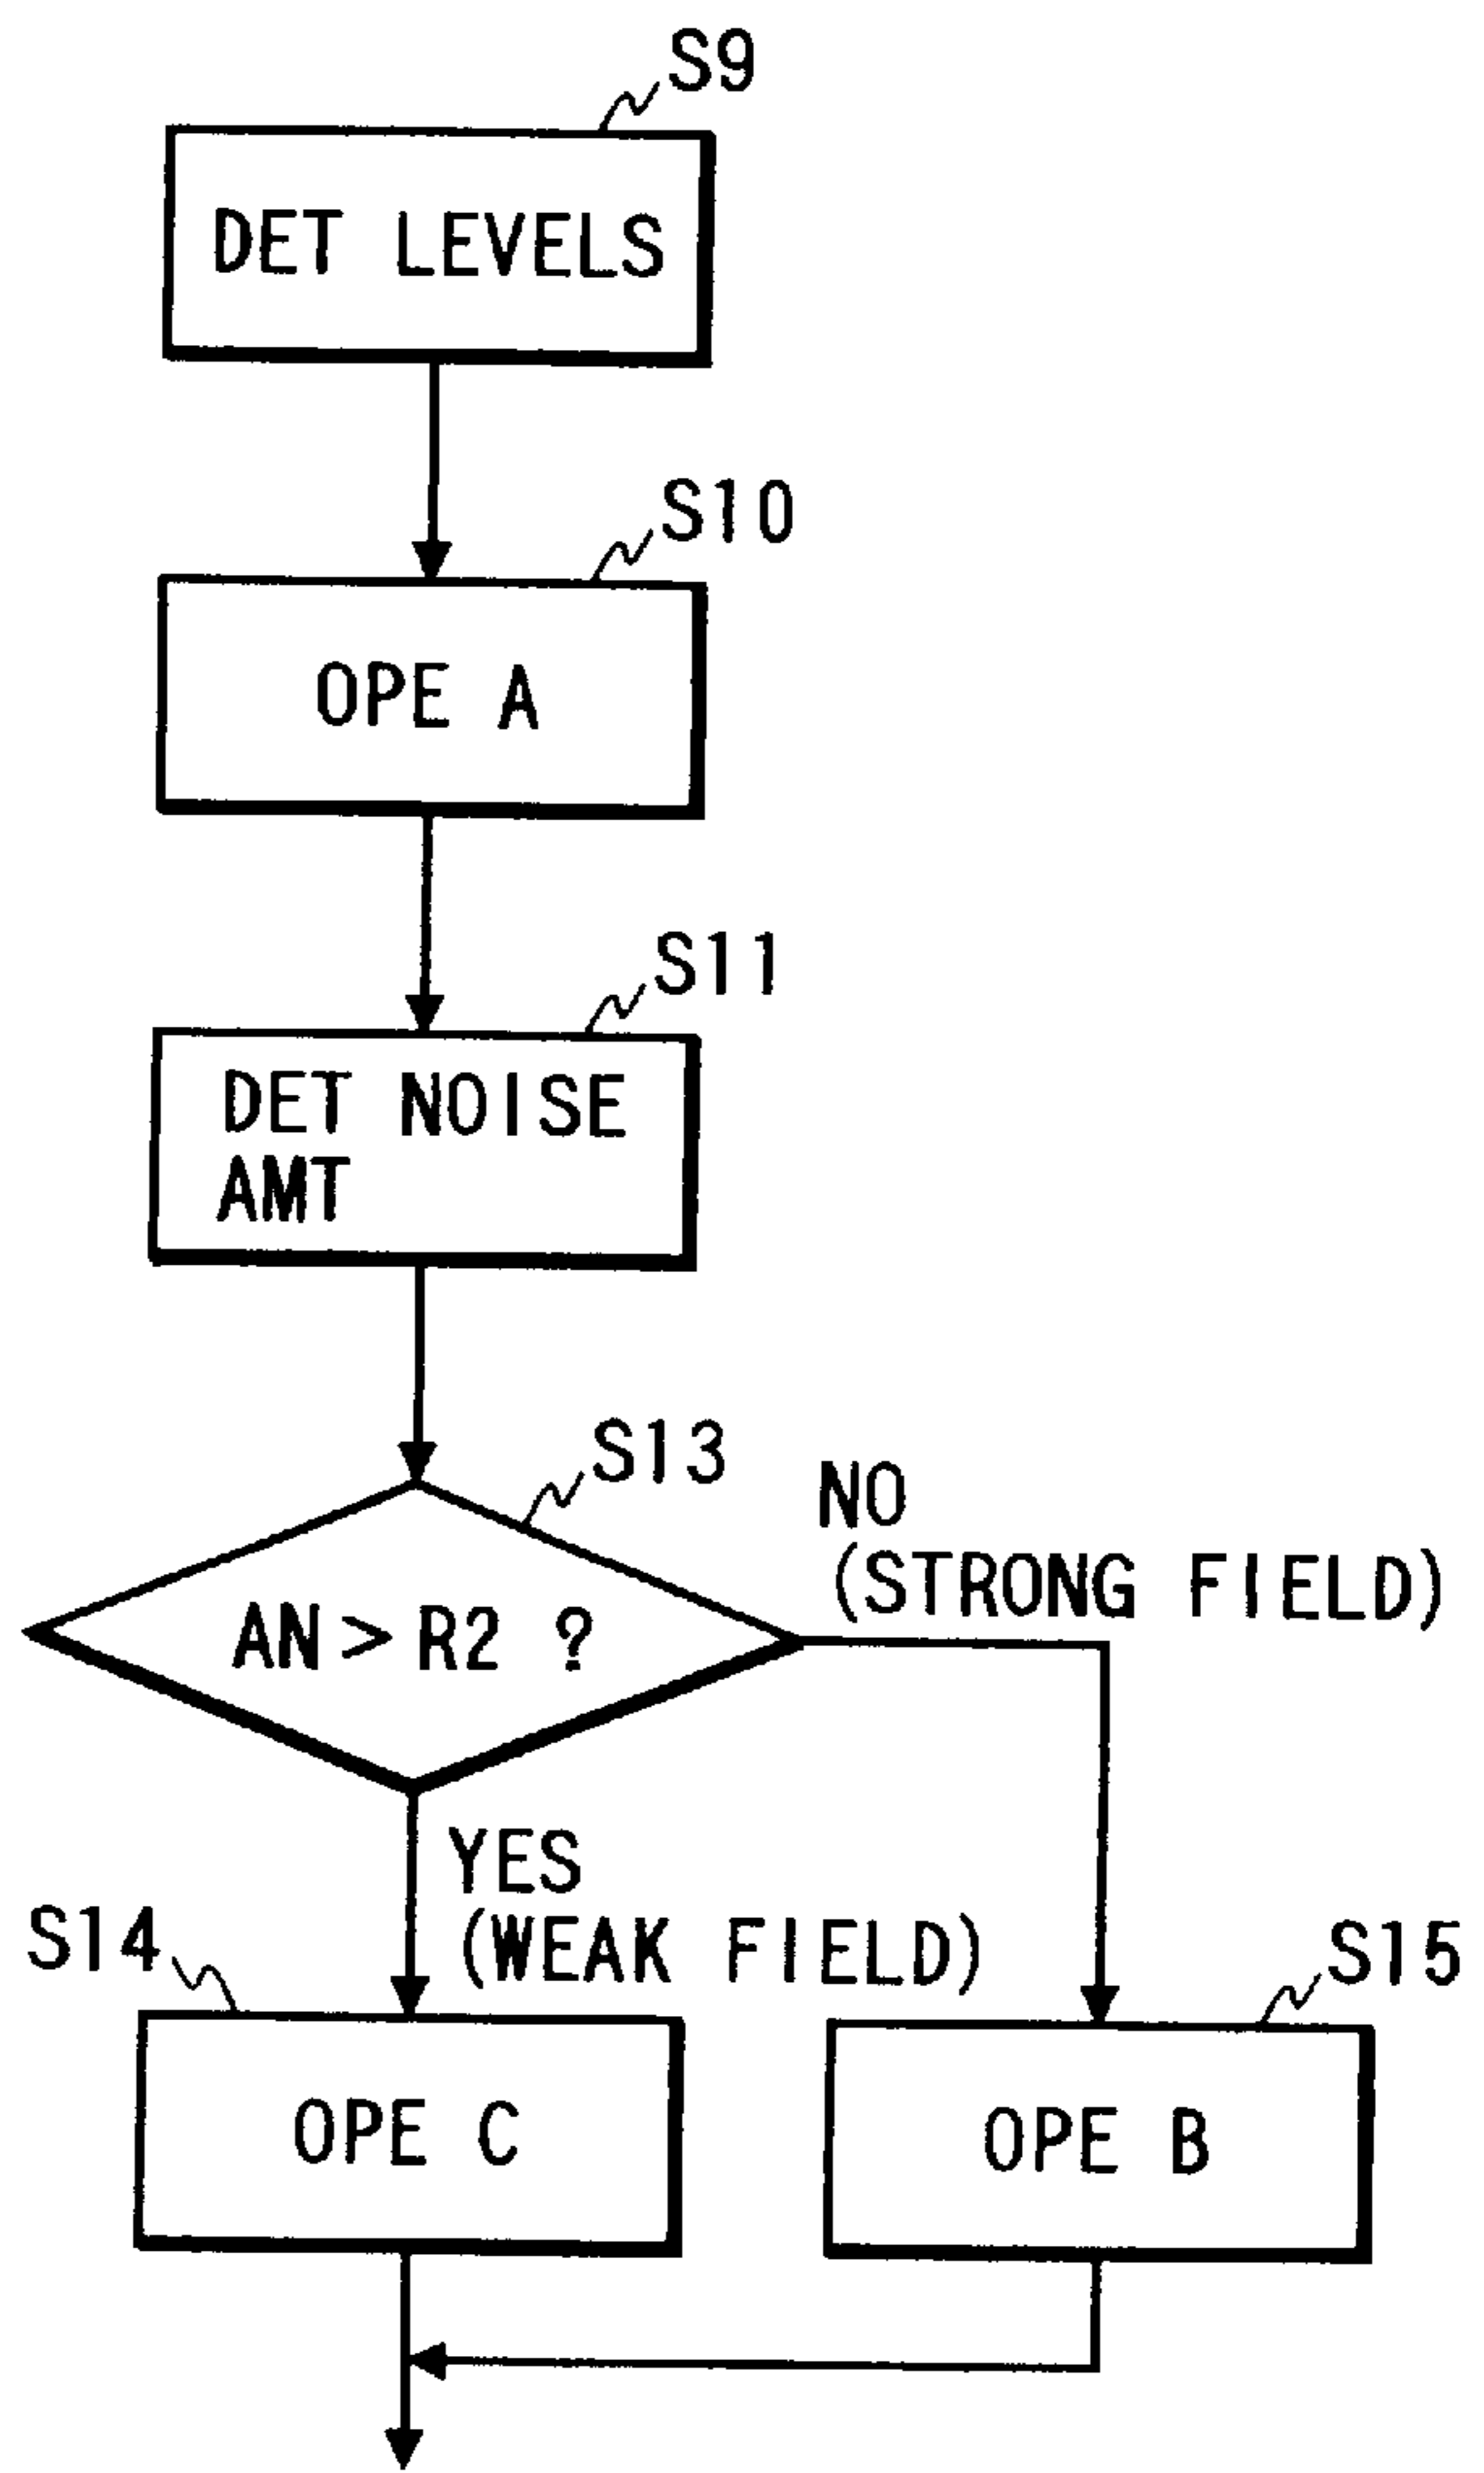 S9
DET LEVELS
S10
OPE A
S11
DET NOISE
AMT
S13
NO
(STRONG FIELD)
AN > R2 ?
YES
(WEAK FIELD)
S14
S15
OPE C
OPE B